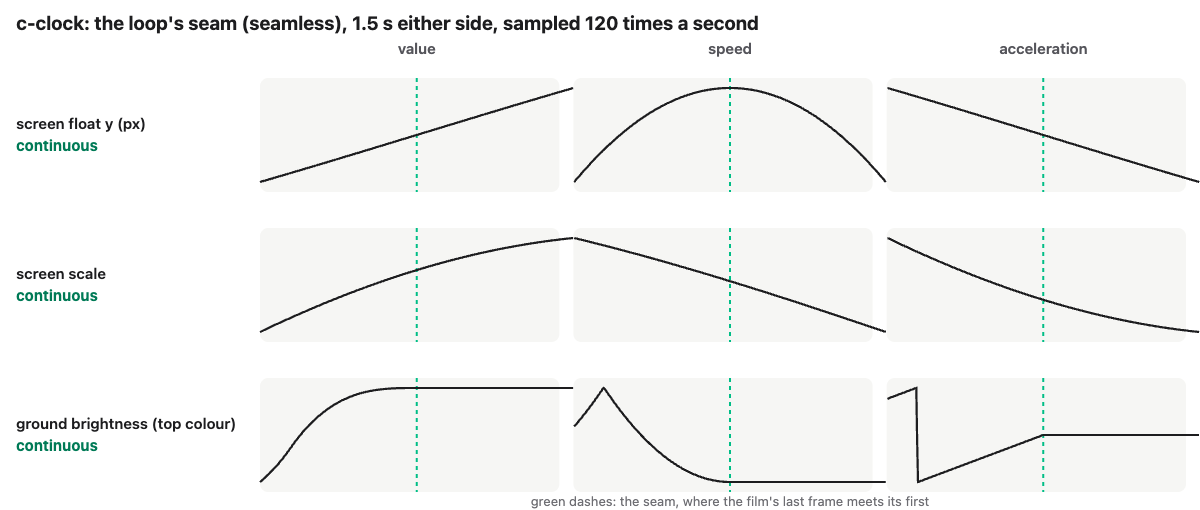 c-clock: the loop's seam (seamless), 1.5 s either side, sampled 120 times a second
value speed acceleration
screen float y (px)
continuous
screen scale
continuous
ground brightness (top colour)
continuous
green dashes: the seam, where the film's last frame meets its first